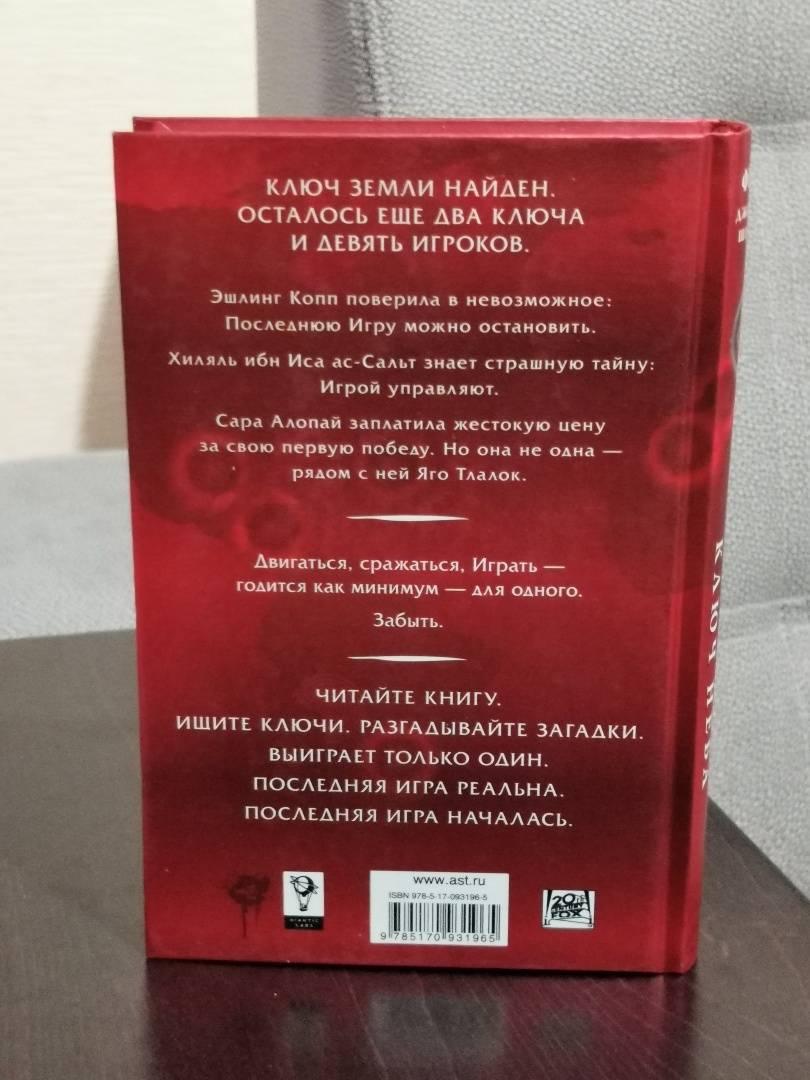 КЛЮЧ ЗЕМЛИ НАЙДЕН.
ОСТАЛОСЬ ЕЩЕ ДВА КЛЮЧА
И ДЕВЯТЬ ИГРОКОВ.
Эшлинг Копп поверила в невозможное:
Последнюю Игру можно остановить.
Хиляль ибн Иса ас-Сальт знает страшную тайну:
Игрой управляют.
Сара Алопай заплатила жестокую цену
за свою первую победу. Но она не одна —
рядом с ней Яго Тлалок.
Двигаться, сражаться, Играть —
годится как минимум — для одного.
Забыть.
ЧИТАЙТЕ КНИГУ.
ИЩИТЕ КЛЮЧИ. РАЗГАДЫВАЙТЕ ЗАГАДКИ.
ВЫИГРАЕТ ТОЛЬКО ОДИН.
ПОСЛЕДНЯЯ ИГРА РЕАЛЬНА.
ПОСЛЕДНЯЯ ИГРА НАЧАЛАСЬ.
NIANTIC
LABS
www.ast.ru
ISBN 978-5-17-093196-5
9 785170 931965
20TH
CENTURY
FOX
КЛЮЧ НЕБА